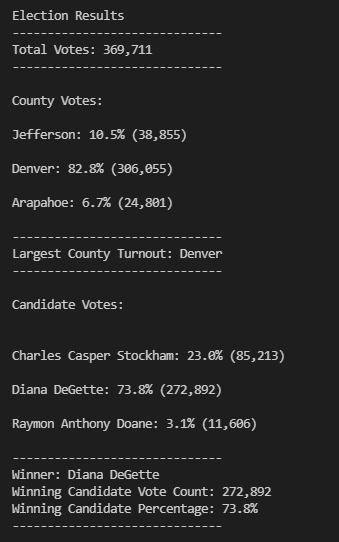 Election Results
------------------------------
Total Votes: 369,711
------------------------------
County Votes:
Jefferson: 10.5% (38,855)
Denver: 82.8% (306,055)
Arapahoe: 6.7% (24,801)
------------------------------
Largest County Turnout: Denver
------------------------------
Candidate Votes:
Charles Casper Stockham: 23.0% (85,213)
Diana DeGette: 73.8% (272,892)
Raymon Anthony Doane: 3.1% (11,606)
------------------------------
Winner: Diana DeGette
Winning Candidate Vote Count: 272,892
Winning Candidate Percentage: 73.8%
------------------------------